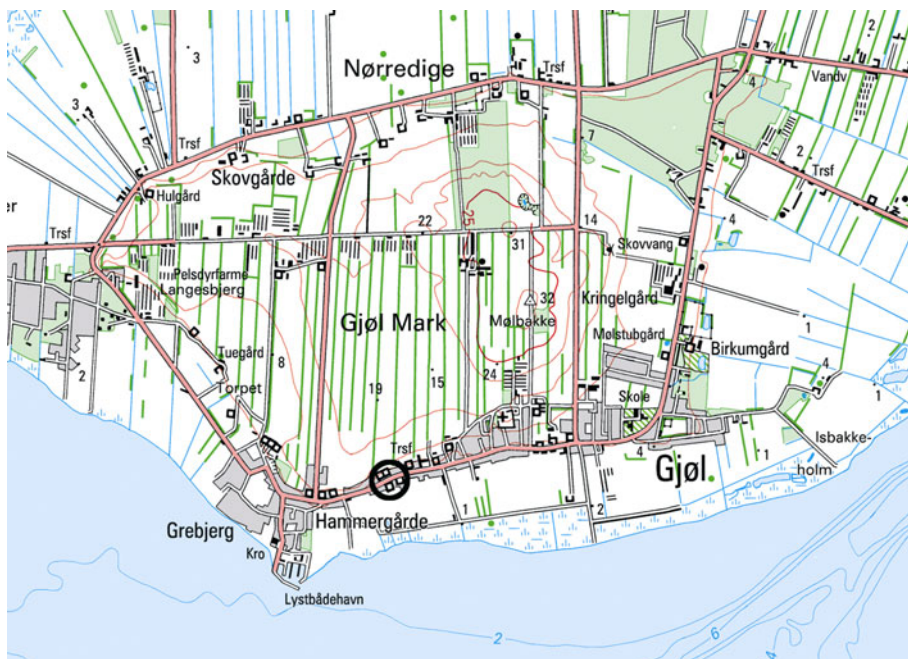 2
3
Nørredige
Trsf
Vandv
2
3
4
Trsf
7
2
Trsf
Skovgårde
Hulgård
er
Trsf
22
25
31
14
4
Skovvang
Pelsdyrfarme
Langesbjerg
32
Kringelgård
Gjøl Mark
Mølbakke
Mølstubgård
1
Birkumgård
Tuegård
8
2
Torpet
19
15
24
4
1
Skole
Isbakke-
holm
Trsf
4
1
Gjøl
Hammergårde
1
2
Grebjerg
Kro
Lystbådehavn
2
6
4